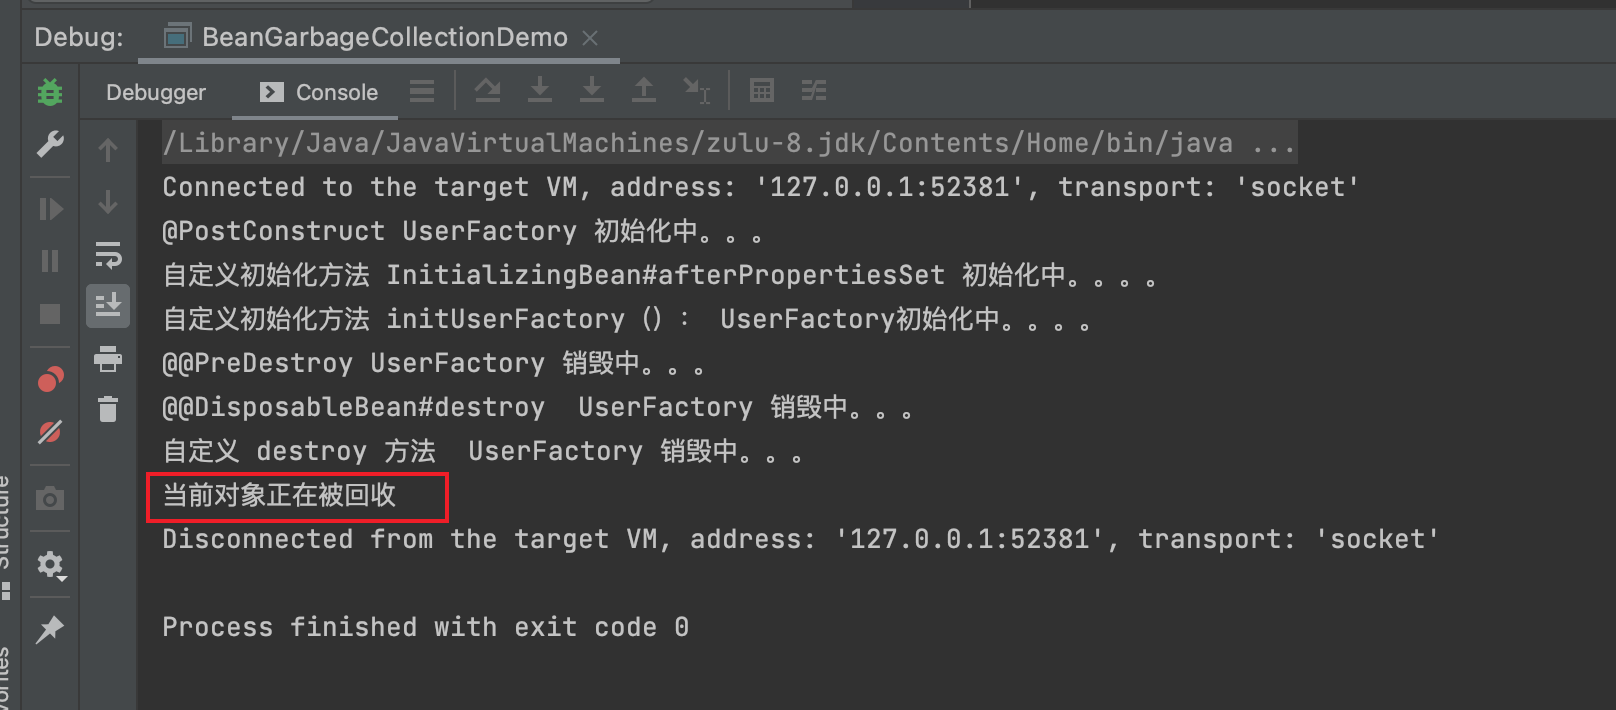 Debug: BeanGarbageCollectionDemo
Debugger Console
/Library/Java/JavaVirtualMachines/zulu-8.jdk/Contents/Home/bin/java ...
Connected to the target VM, address: '127.0.0.1:52381', transport: 'socket'
@PostConstruct UserFactory 初始化中。。。
自定义初始化方法 InitializingBean#afterPropertiesSet 初始化中。。。。
自定义初始化方法 initUserFactory（）： UserFactory初始化中。。。。
@@PreDestroy UserFactory 销毁中。。。
@@DisposableBean#destroy  UserFactory 销毁中。。。
自定义 destroy 方法  UserFactory 销毁中。。。
当前对象正在被回收
Disconnected from the target VM, address: '127.0.0.1:52381', transport: 'socket'
Process finished with exit code 0
Structure